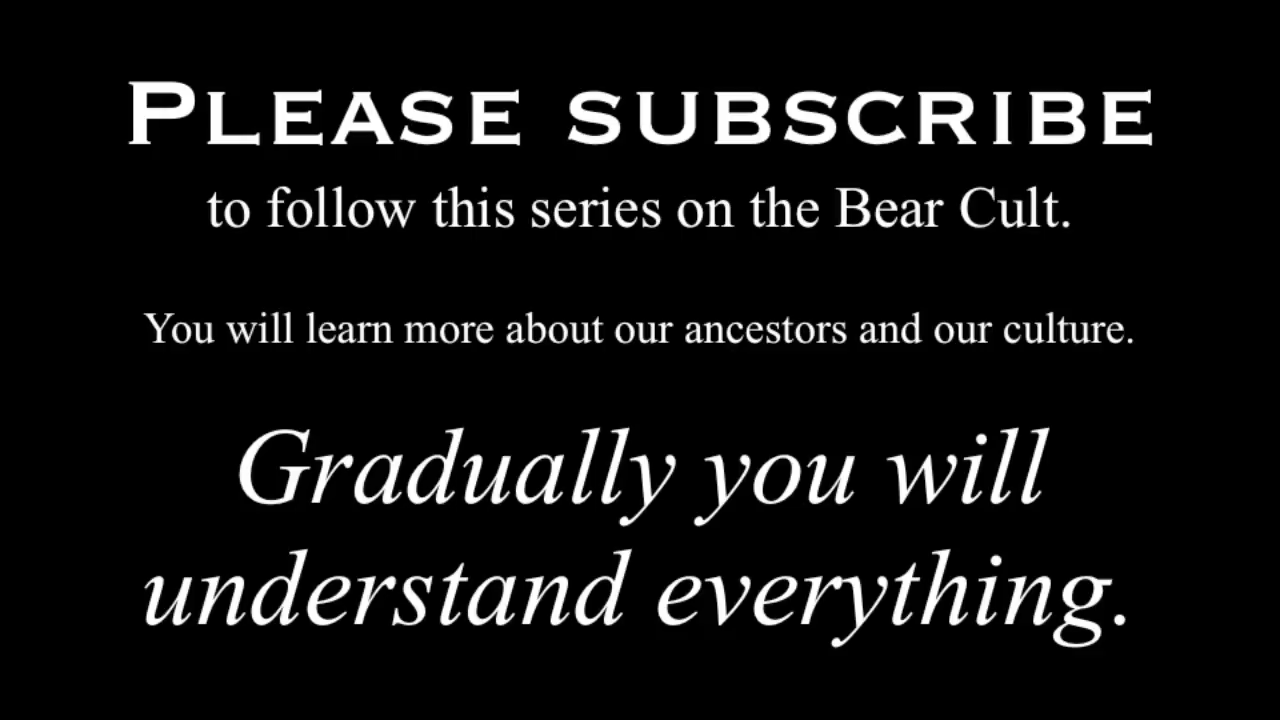 PLEASE SUBSCRIBE
to follow this series on the Bear Cult.
You will learn more about our ancestors and our culture.
Gradually you will
understand everything.